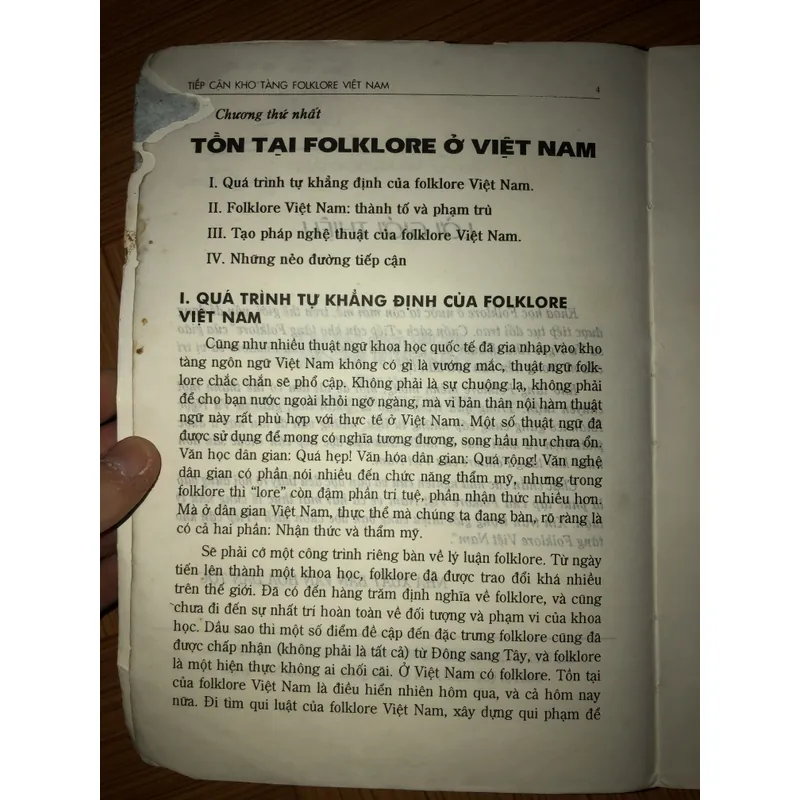 TIẾP CẬN KHO TÀNG FOLKLORE VIỆT NAM 4
Chương thứ nhất
TỒN TẠI FOLKLORE Ở VIỆT NAM
I. Quá trình tự khẳng định của folklore Việt Nam.
II. Folklore Việt Nam: thành tố và phạm trù
III. Tạo pháp nghệ thuật của folklore Việt Nam.
IV. Những nẻo đường tiếp cận
I. QUÁ TRÌNH TỰ KHẲNG ĐỊNH CỦA FOLKLORE
VIỆT NAM
Cũng như nhiều thuật ngữ khoa học quốc tế đã gia nhập vào kho
tàng ngôn ngữ Việt Nam không có gì là vướng mắc, thuật ngữ folk-
lore chắc chắn sẽ phổ cập. Không phải là sự chuộng lạ, không phải
để cho bạn nước ngoài khỏi ngỡ ngàng, mà vì bản thân nội hàm thuật
ngữ này rất phù hợp với thực tế ở Việt Nam. Một số thuật ngữ đã
được sử dụng để mong có nghĩa tương đương, song hầu như chưa ổn.
Văn học dân gian: Quá hẹp! Văn hóa dân gian: Quá rộng! Văn nghệ
dân gian có phần nói nhiều đến chức năng thẩm mỹ, nhưng trong
folklore thì "lore" còn đậm phần trí tuệ, phần nhận thức nhiều hơn.
Mà ở dân gian Việt Nam, thực thể mà chúng ta đang bàn, rõ ràng là
có cả hai phần: Nhận thức và thẩm mỹ.
Sẽ phải có một công trình riêng bàn về lý luận folklore. Từ ngày
tiến lên thành một khoa học, folklore đã được trao đổi khá nhiều
trên thế giới. Đã có đến hàng trăm định nghĩa về folklore, và cũng
chưa đi đến sự nhất trí hoàn toàn về đối tượng và phạm vi của khoa
học. Dầu sao thì một số điểm đề cập đến đặc trưng folklore cũng đã
được chấp nhận (không phải là tất cả) từ Đông sang Tây, và folklore
là một hiện thực không ai chối cãi. Ở Việt Nam có folklore. Tồn tại
của folklore Việt Nam là điều hiển nhiên hôm qua, và cả hôm nay
nữa. Đi tìm qui luật của folklore Việt Nam, xây dựng qui phạm để